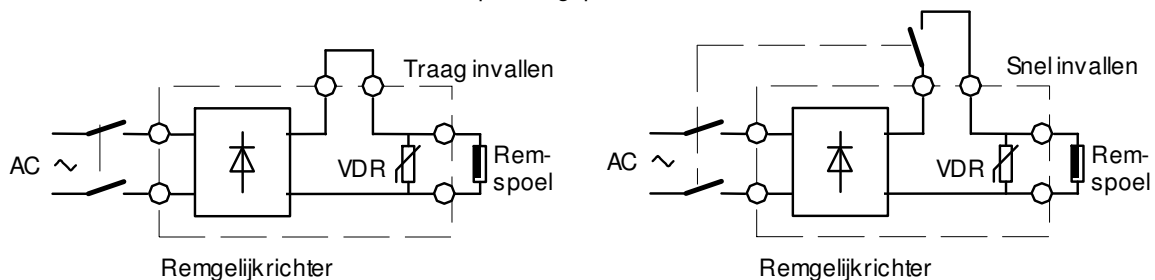 Traag invallen
AC ~
VDR
Rem-
spoel
Remgelijkrichter
Snel invallen
AC ~
VDR
Rem-
spoel
Remgelijkrichter